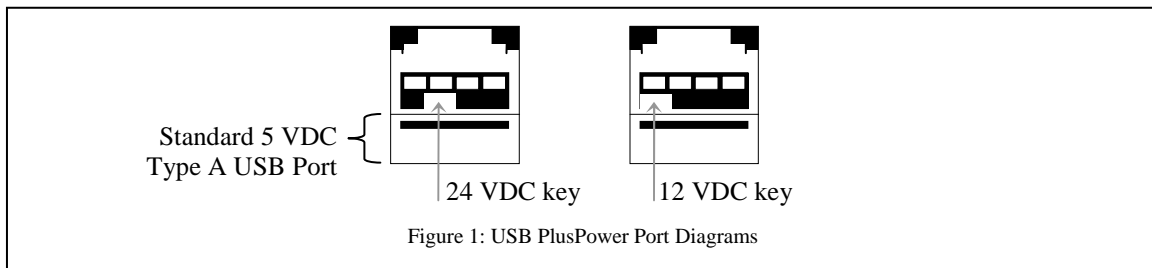 Standard 5 VDC
Type A USB Port
24 VDC key
12 VDC key
Figure 1: USB PlusPower Port Diagrams